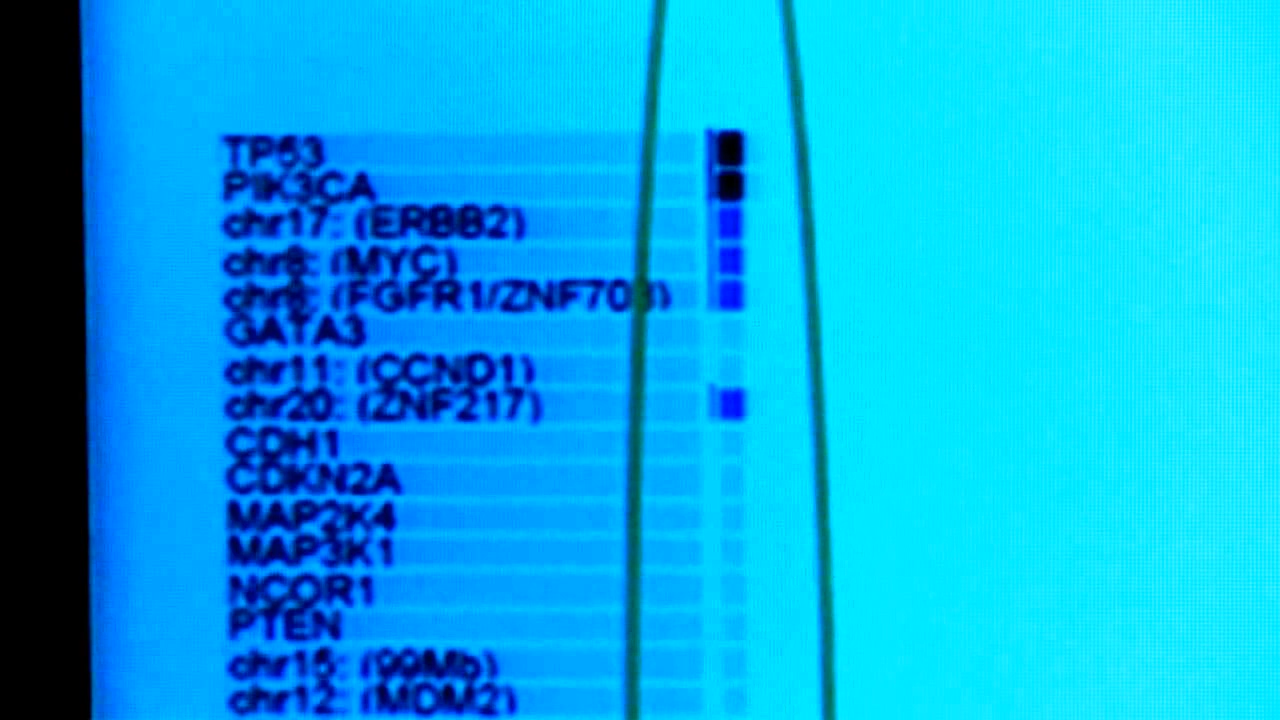 TP53
PIK3CA
chr17: (ERBB2)
chr8: (MYC)
chr8: (FGFR1/ZNF703)
GATA3
chr11: (CCND1)
chr20: (ZNF217)
CDH1
CDKN2A
MAP2K4
MAP3K1
NCOR1
PTEN
chr15: (99Mb)
chr12: (MDM2)